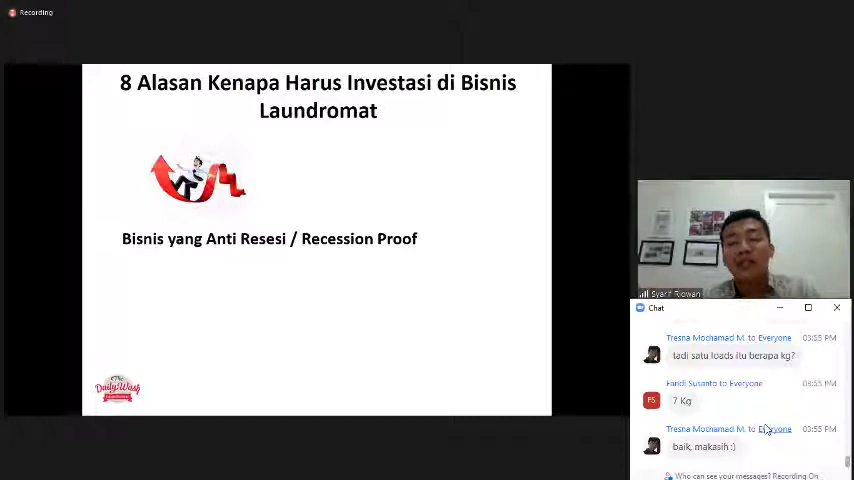 Recording
8 Alasan Kenapa Harus Investasi di Bisnis
Laundromat
Bisnis yang Anti Resesi / Recession Proof
The
Daily Wash
Syarif Ridwan
Chat
Tresna Mochamad M. to Everyone 03:55 PM
tadi satu loads itu berapa kg?
Fandi Susanto to Everyone 03:55 PM
FS
7 Kg
Tresna Mochamad M. to Everyone 03:55 PM
baik, makasih :)
Who can see your messages? Recording On